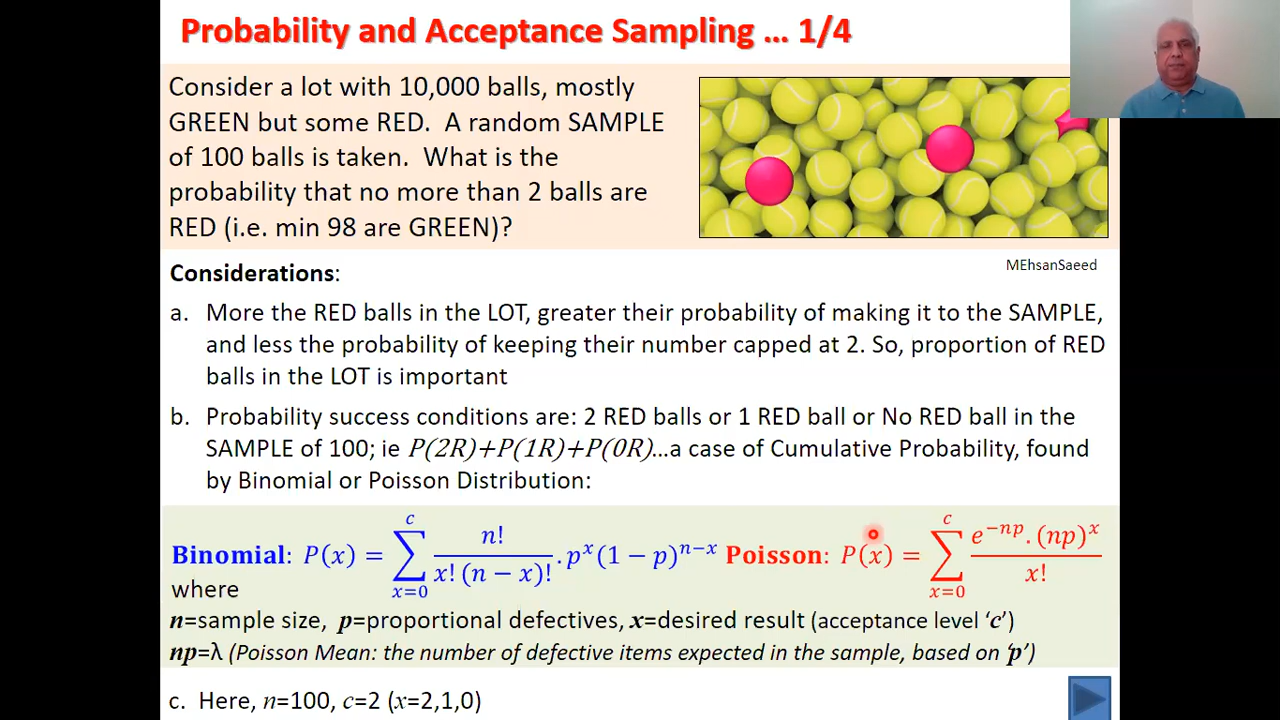 Probability and Acceptance Sampling … 1/4
Consider a lot with 10,000 balls, mostly
GREEN but some RED. A random SAMPLE
of 100 balls is taken. What is the
probability that no more than 2 balls are
RED (i.e. min 98 are GREEN)?
MEhsanSaeed
Considerations:
a. More the RED balls in the LOT, greater their probability of making it to the SAMPLE,
and less the probability of keeping their number capped at 2. So, proportion of RED
balls in the LOT is important
b. Probability success conditions are: 2 RED balls or 1 RED ball or No RED ball in the
SAMPLE of 100; ie P(2R)+P(1R)+P(0R)…a case of Cumulative Probability, found
by Binomial or Poisson Distribution:
Binomial: P(x) = ∑_{x=0}^{c} n!/(x! (n − x)!) . p^x(1 − p)^{n−x} Poisson: P(x) = ∑_{x=0}^{c} e^{−np}.(np)^x/x!
where
n=sample size, p=proportional defectives, x=desired result (acceptance level ‘c’)
np=λ (Poisson Mean: the number of defective items expected in the sample, based on ‘p’)
c. Here, n=100, c=2 (x=2,1,0)